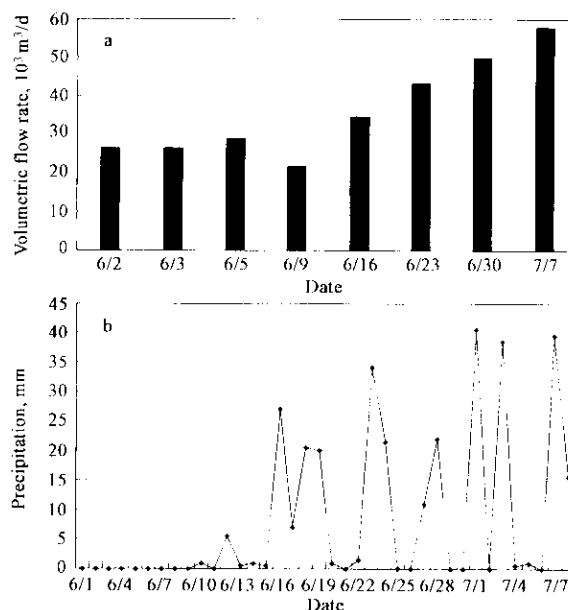 60
a
50
40
30
20
10
0
Volumetric flow rate, 10³ m³/d
6/2 6/3 6/5 6/9 6/16 6/23 6/30 7/7
Date
45
b
40
35
30
25
20
15
10
5
0
Precipitation, mm
6/1 6/4 6/7 6/10 6/13 6/16 6/19 6/22 6/25 6/28 7/1 7/4 7/7
Date